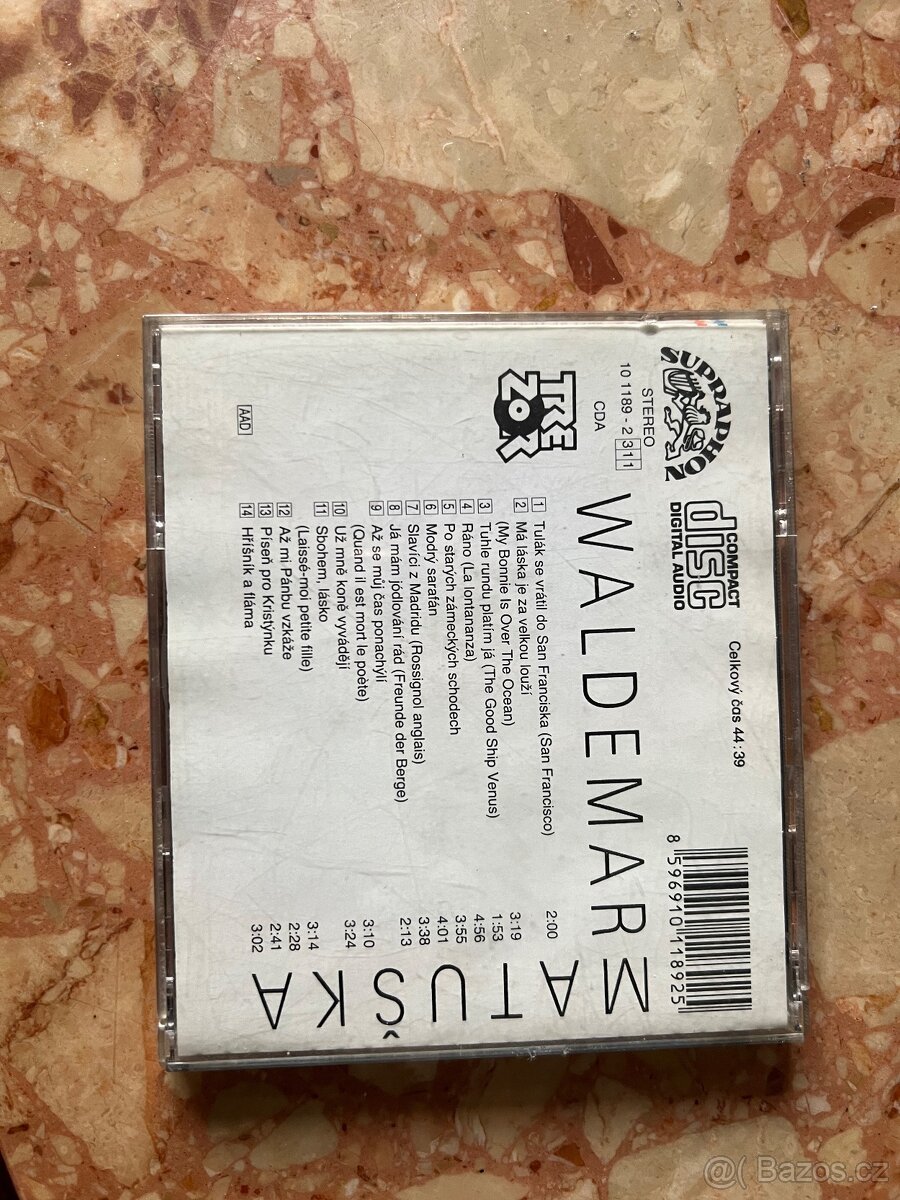 SUPRAPHON
COMPACT
disc
DIGITAL AUDIO
Celkový čas 44:39
8 596910 118925
STEREO
10 1189 - 2 311
CDA
TREZOR
WALDEMAR
MATUŠKA
1 Tulák se vrátil do San Franciska (San Francisco) 2:00
2 Má láska je za velkou louží
(My Bonnie Is Over The Ocean) 3:19
3 Tuhle rundu platím já (The Good Ship Venus) 1:53
4 Ráno (La lontananza) 4:56
5 Po starých zámeckých schodech 3:55
6 Modrý sarafán 4:01
7 Slavíci z Madridu (Rossignol anglais) 3:38
8 Já mám jódlování rád (Freunde der Berge) 2:13
9 Až se můj čas ponachýlí
(Quand il est mort le poète) 3:10
10 Už mně koně vyvádějí 3:24
11 Sbohem, lásko
(Laissé-moi petite fille) 3:14
12 Až mi Pánbu vzkáže 2:28
13 Píseň pro Kristýnku 2:41
14 Hříšník a fláma 3:02
AAD
@( Bazos.cz